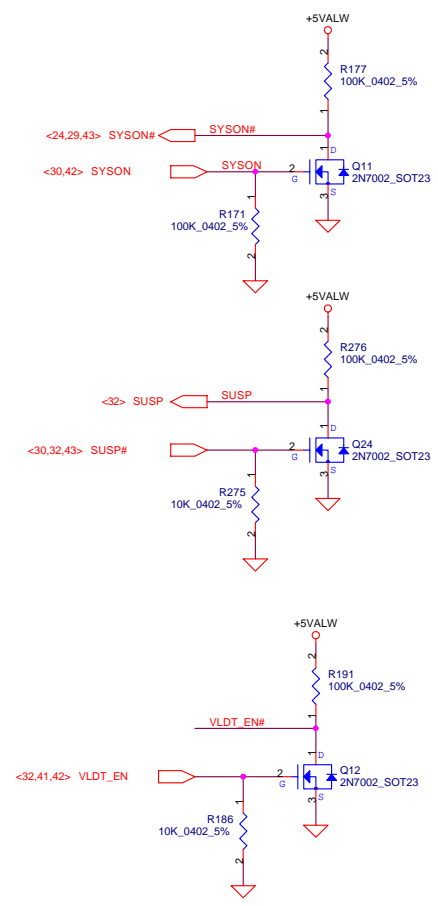 +5VALW
2
R177
100K_0402_5%
1
<24,29,43> SYSON#
SYSON#
D
1
Q11
2N7002_SOT23
<30,42> SYSON
SYSON
2
G
S
3
1
R171
100K_0402_5%
2
+5VALW
2
R276
100K_0402_5%
1
<32> SUSP
SUSP
D
1
Q24
2N7002_SOT23
<30,32,43> SUSP#
2
G
S
3
1
R275
10K_0402_5%
2
+5VALW
2
R191
100K_0402_5%
1
VLDT_EN#
D
1
Q12
2N7002_SOT23
<32,41,42> VLDT_EN
2
G
S
3
1
R186
10K_0402_5%
2